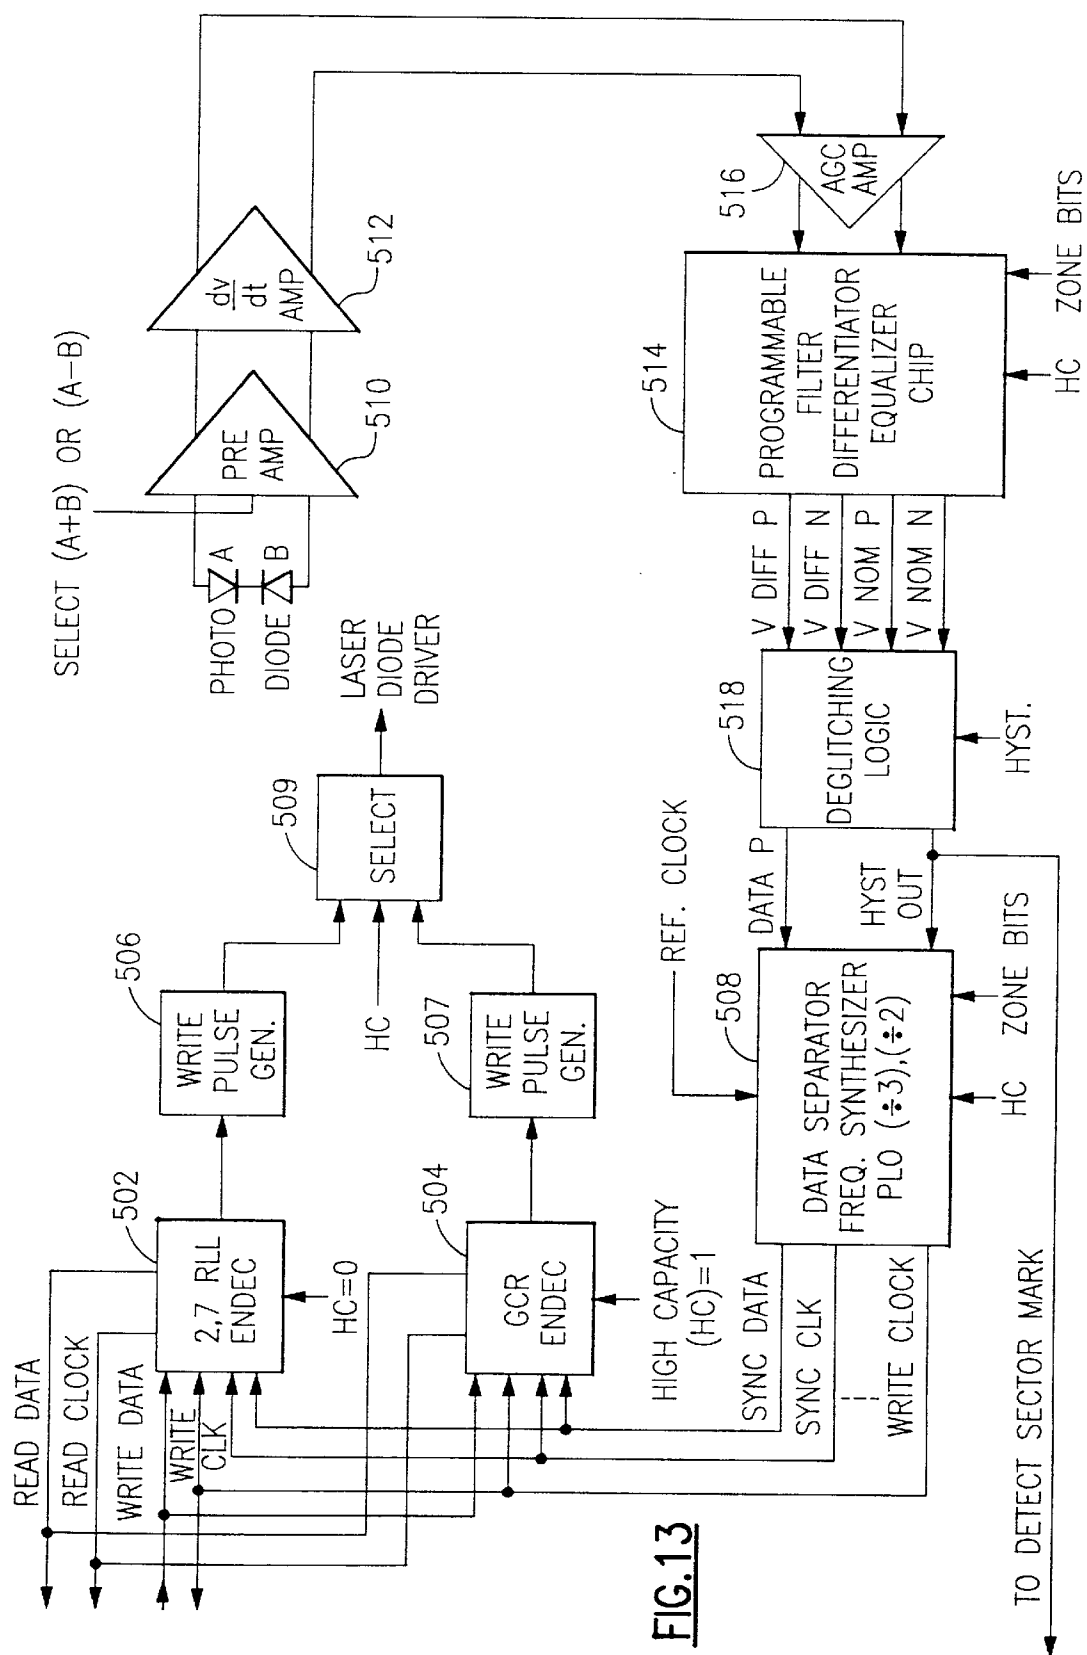 READ DATA
READ CLOCK
WRITE DATA
WRITE
CLK
502
2,7 RLL
ENDEC
HC=0
504
GCR
ENDEC
HIGH CAPACITY
(HC)=1
506
WRITE
PULSE
GEN.
507
WRITE
PULSE
GEN.
HC
509
SELECT
LASER
DIODE
DRIVER
SELECT (A+B) OR (A−B)
PHOTO
DIODE
A
B
PRE
AMP
510
dv
dt
AMP
512
516
AGC
AMP
514
PROGRAMMABLE
FILTER
DIFFERENTIATOR
EQUALIZER
CHIP
HC
ZONE BITS
V DIFF P
V DIFF N
V NOM P
V NOM N
518
DEGLITCHING
LOGIC
HYST.
DATA P
HYST
OUT
REF. CLOCK
508
DATA SEPARATOR
FREQ. SYNTHESIZER
PLO (÷3),(÷2)
HC
ZONE BITS
SYNC DATA
SYNC CLK
WRITE CLOCK
TO DETECT SECTOR MARK
FIG.13